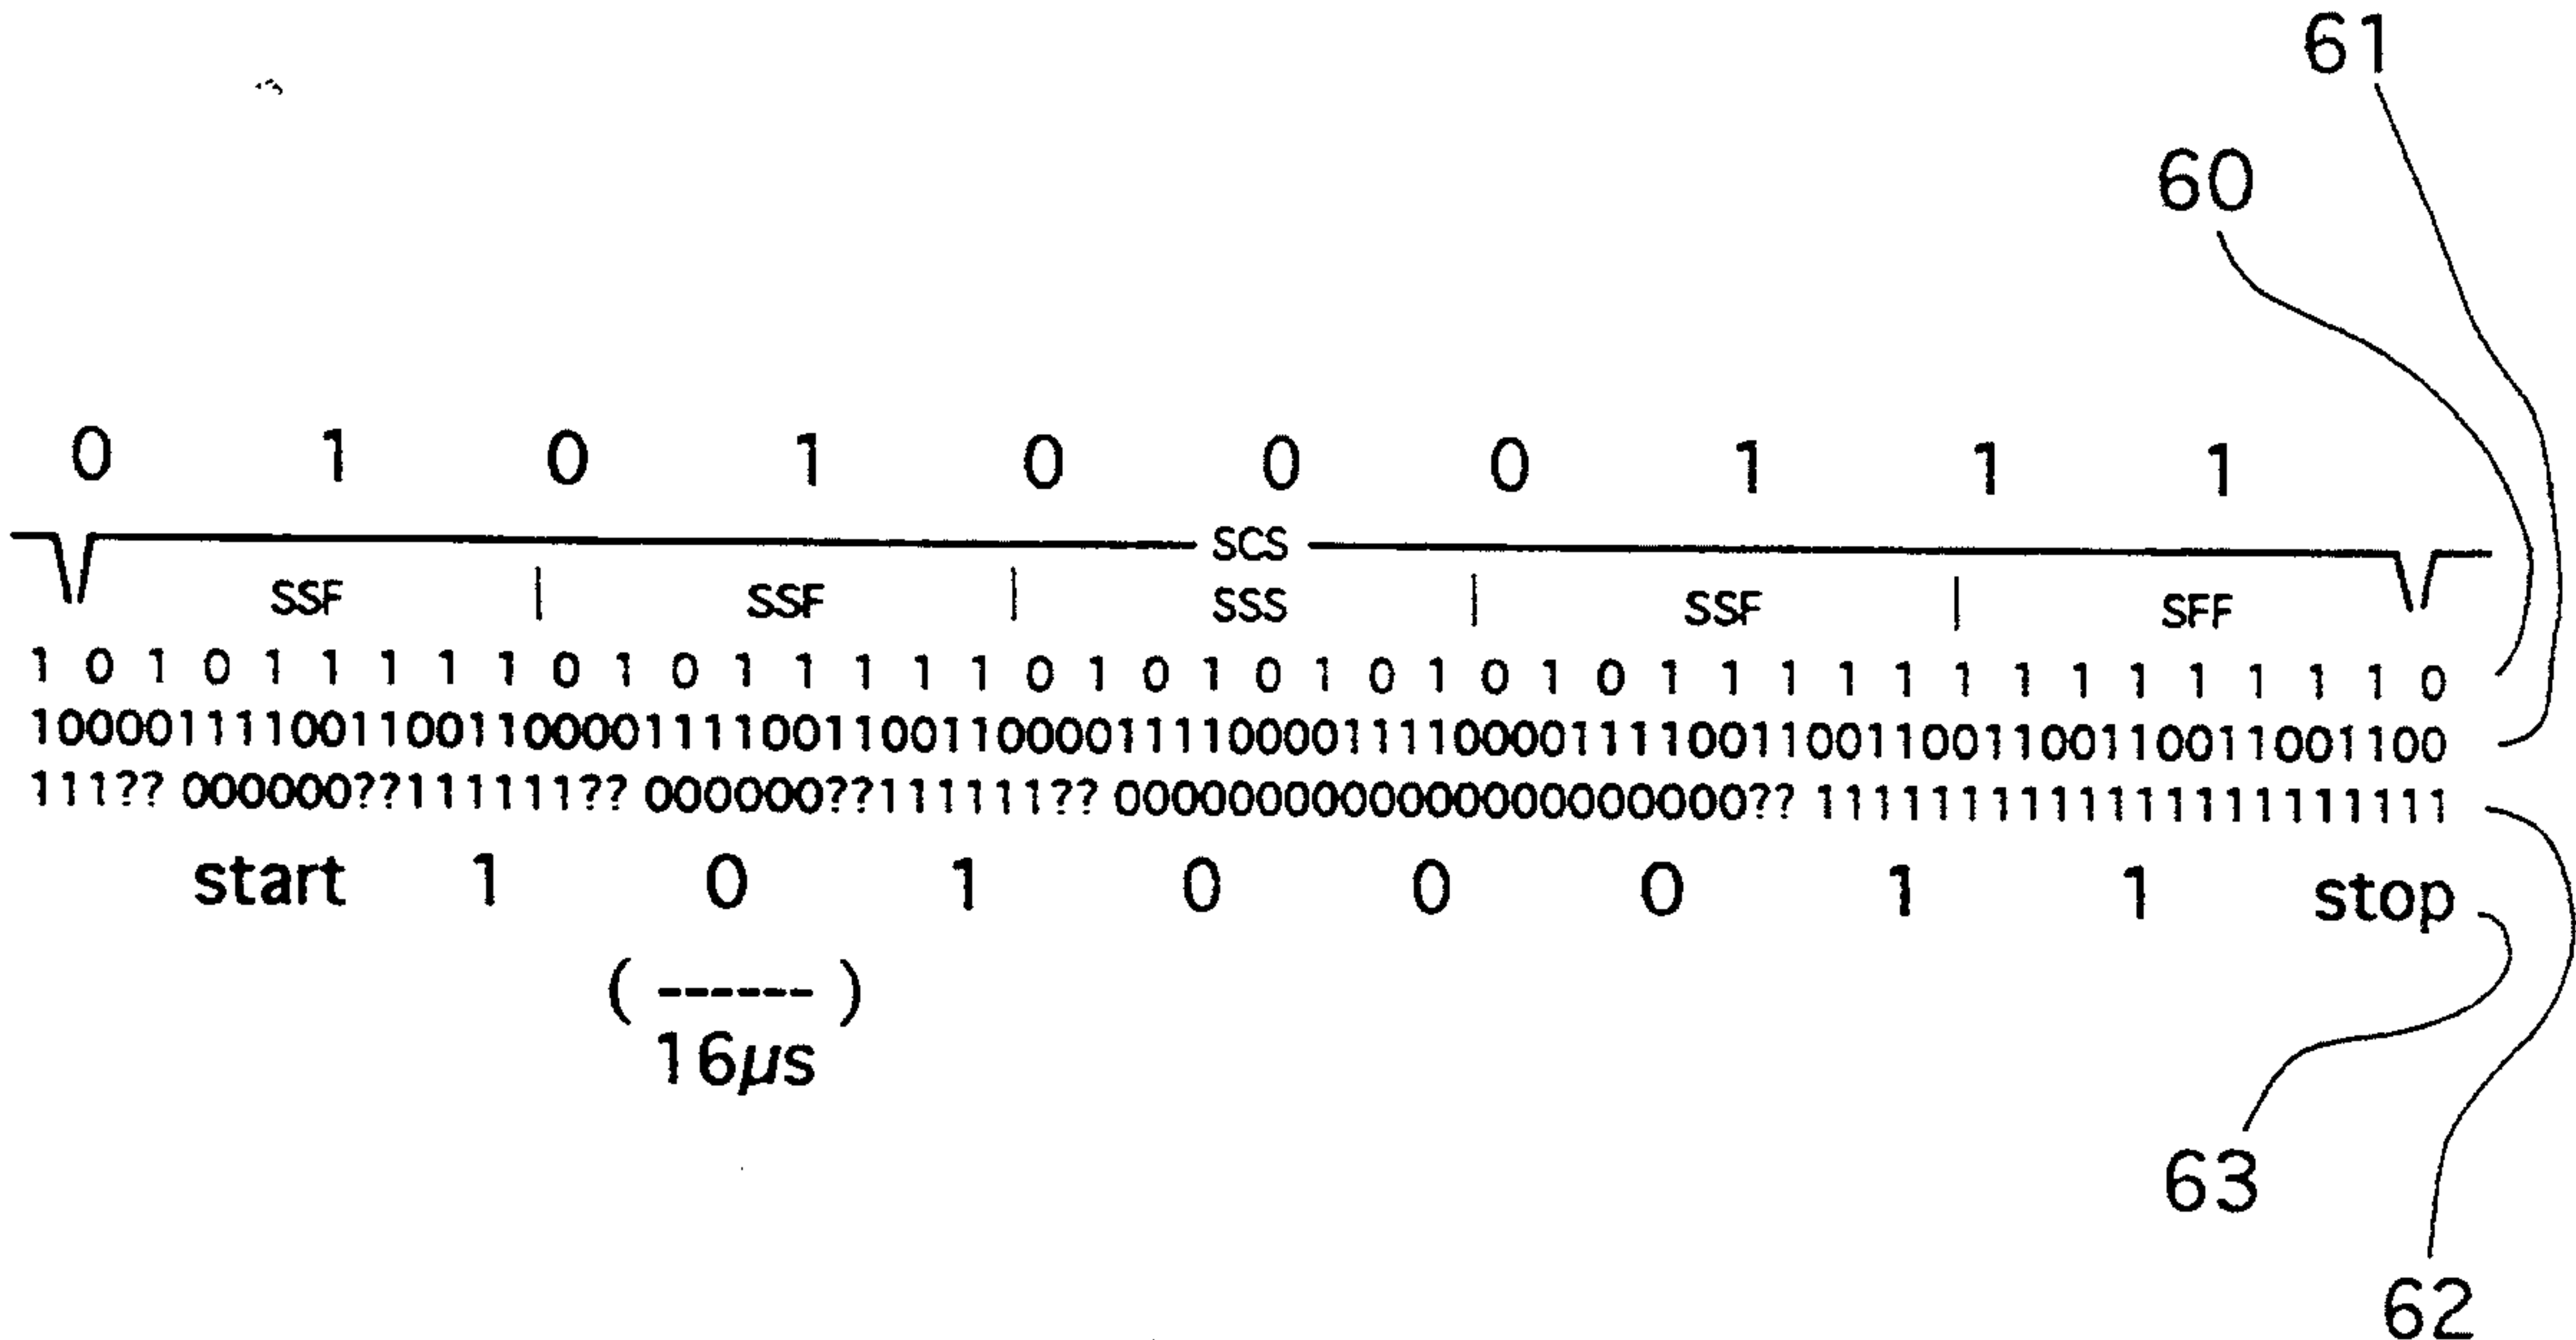 61
60
0 1 0 1 0 0 0 1 1 1
SCS
SSF | SSF | SSS | SSF | SFF
1 0 1 0 1 1 1 1 1 0 1 0 1 1 1 1 1 0 1 0 1 0 1 0 1 0 1 0 1 1 1 1 1 1 1 1 1 1 1 1 1 0
10000111100110011000011110011001100001111000011110000111100110011001100110011001100
111?? 000000??111111?? 000000??111111?? 0000000000000000000000?? 1111111111111111111111
start 1 0 1 0 0 0 1 1 stop
( ------ )
16µs
63
62